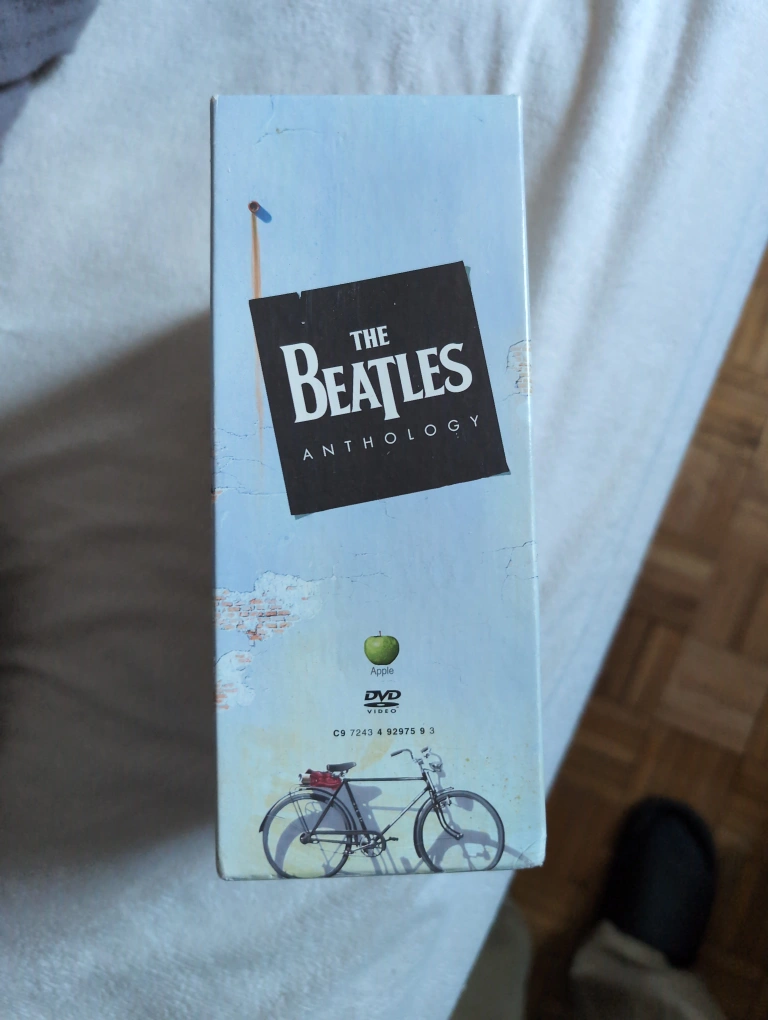 THE
BEATLES
ANTHOLOGY
Apple
DVD
VIDEO
C9 7243 4 92975 9 3